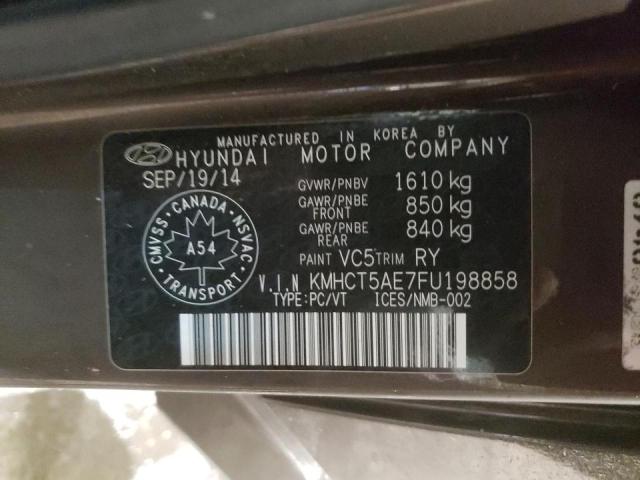 MANUFACTURED IN KOREA BY
HYUNDAI MOTOR COMPANY
SEP/19/14
GVWR/PNBV 1610 kg
GAWR/PNBE FRONT 850 kg
GAWR/PNBE REAR 840 kg
PAINT VC5 TRIM RY
V.I.N KMHCT5AE7FU198858
TYPE:PC/VT ICES/NMB-002
CANADA
CMVSS NSVAC
A54
TRANSPORT